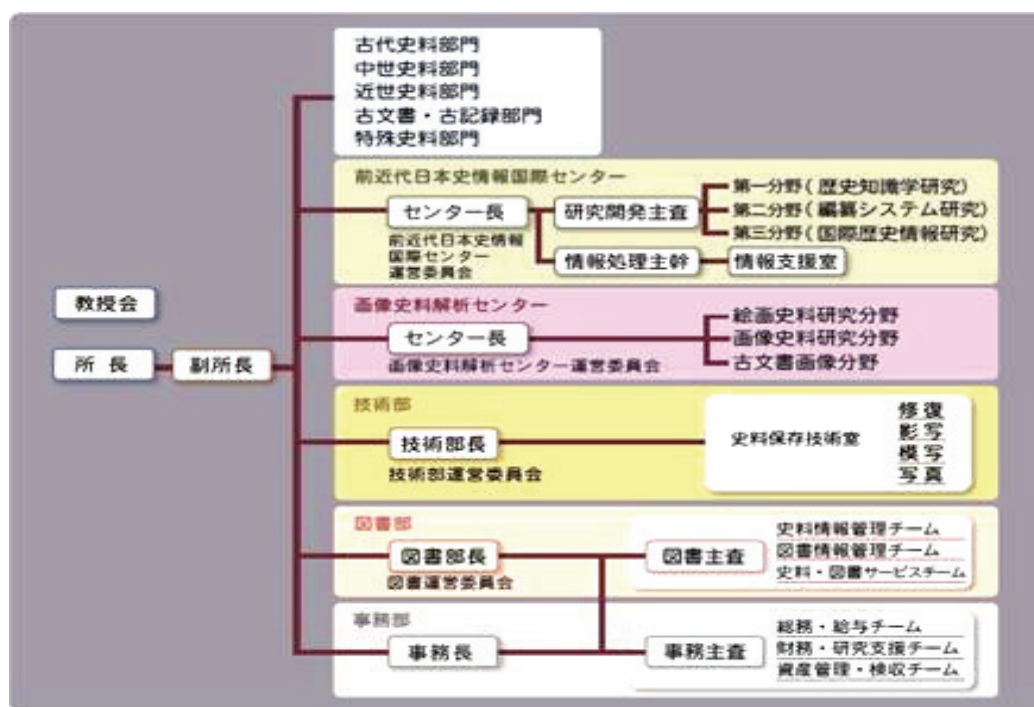 古代史料部門
中世史料部門
近世史料部門
古文書・古記録部門
特殊史料部門
前近代日本史情報国際センター
センター長
前近代日本史情報
国際センター
運営委員会
研究開発主査
第一分野(歴史知識学研究)
第二分野(編纂システム研究)
第三分野(国際歴史情報研究)
情報処理主幹
情報支援室
教授会
所長
副所長
画像史料解析センター
センター長
画像史料解析センター運営委員会
絵画史料研究分野
画像史料研究分野
古文書画像分野
技術部
技術部長
技術部運営委員会
史料保存技術室
修復
影写
模写
写真
図書部
図書部長
図書運営委員会
図書主査
史料情報管理チーム
図書情報管理チーム
史料・図書サービスチーム
事務部
事務長
事務主査
総務・給与チーム
財務・研究支援チーム
資産管理・検収チーム